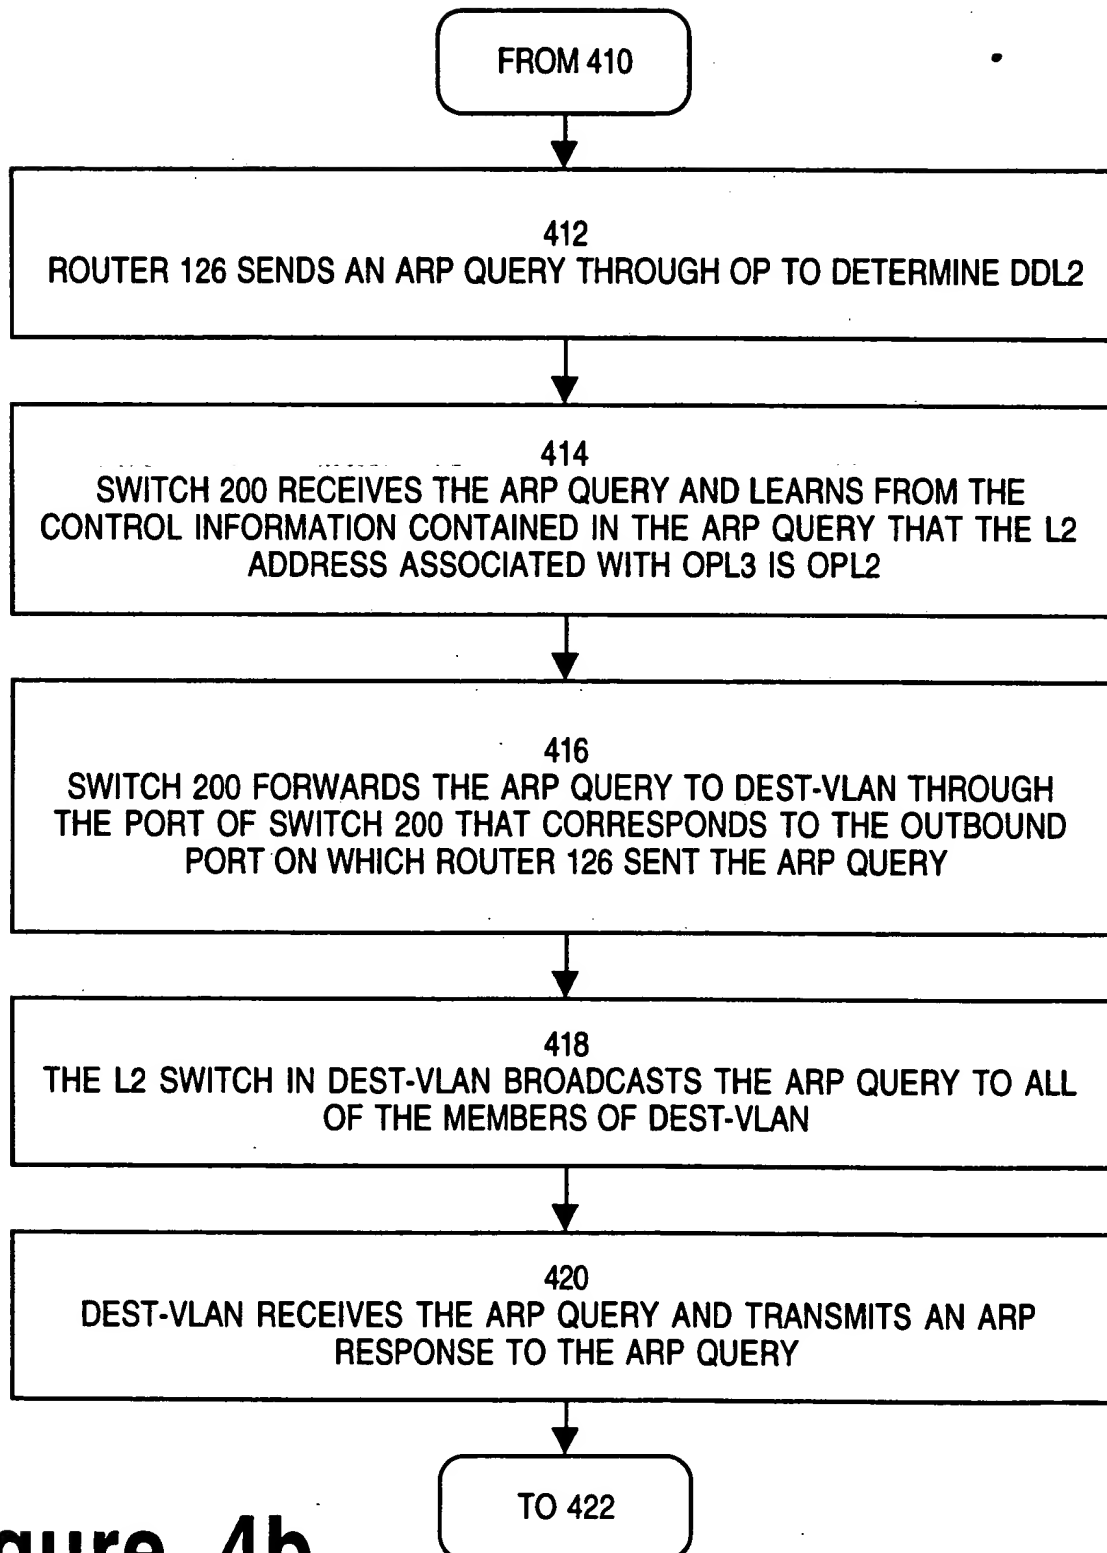 FROM 410
412
ROUTER 126 SENDS AN ARP QUERY THROUGH OP TO DETERMINE DDL2
414
SWITCH 200 RECEIVES THE ARP QUERY AND LEARNS FROM THE
CONTROL INFORMATION CONTAINED IN THE ARP QUERY THAT THE L2
ADDRESS ASSOCIATED WITH OPL3 IS OPL2
416
SWITCH 200 FORWARDS THE ARP QUERY TO DEST-VLAN THROUGH
THE PORT OF SWITCH 200 THAT CORRESPONDS TO THE OUTBOUND
PORT ON WHICH ROUTER 126 SENT THE ARP QUERY
418
THE L2 SWITCH IN DEST-VLAN BROADCASTS THE ARP QUERY TO ALL
OF THE MEMBERS OF DEST-VLAN
420
DEST-VLAN RECEIVES THE ARP QUERY AND TRANSMITS AN ARP
RESPONSE TO THE ARP QUERY
TO 422
gure 4b